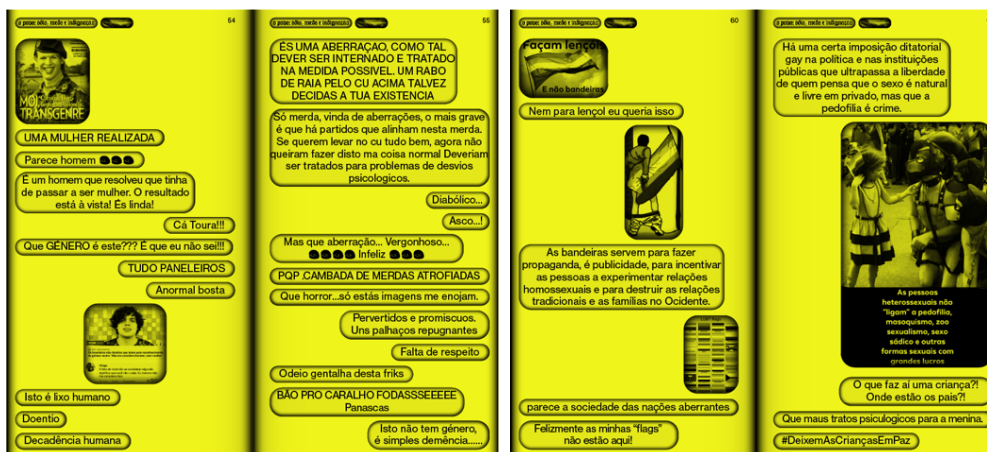 a posse: ódio, medo e indignação
54
MOI,
TRANSGENRE
UMA MULHER REALIZADA
Parece homem
É um homem que resolveu que tinha
de passar a ser mulher. O resultado
está à vista! És linda!
Cá Toura!!!
Que GÉNERO é este??? É que eu não sei!!!
TUDO PANELEIROS
Anormal bosta
Isto é lixo humano
Doentio
Decadência humana
a posse: ódio, medo e indignação
55
ÉS UMA ABERRAÇAO, COMO TAL
DEVER SER INTERNADO E TRATADO
NA MEDIDA POSSIVEL. UM RABO
DE RAIA PELO CU ACIMA TALVEZ
DECIDAS A TUA EXISTENCIA
Só merda, vinda de aberrações, o mais grave
é que há partidos que alinham nesta merda.
Se querem levar no cu tudo bem, agora não
queiram fazer disto ma coisa normal Deveriam
ser tratados para problemas de desvios
psicologicos.
Diabólico...
Asco...!
Mas que aberração... Vergonhoso...
Infeliz
PQP .CAMBADA DE MERDAS ATROFIADAS
Que horror...só estás imagens me enojam.
Pervertidos e promiscuos.
Uns palhaços repugnantes
Falta de respeito
Odeio gentalha desta friks
BÃO PRO CARALHO FODASSSEEEEE
Panascas
Isto não tem género,
é simples demência......
a posse: ódio, medo e indignação
60
Façam lençóis
E não bandeiras
Nem para lençol eu queria isso
As bandeiras servem para fazer
propaganda, é publicidade, para incentivar
as pessoas a experimentar relações
homossexuais e para destruir as relações
tradicionais e as famílias no Ocidente.
parece a sociedade das nações aberrantes
Felizmente as minhas “flags”
não estão aqui!
a posse: ódio, medo e indignação
Há uma certa imposição ditatorial
gay na política e nas instituições
públicas que ultrapassa a liberdade
de quem pensa que o sexo é natural
e livre em privado, mas que a
pedofilia é crime.
As pessoas
heterossexuais não
"ligam" a pedofilia,
masoquismo, zoo
sexualismo, sexo
sádico e outras
formas sexuais com
grandes lucros
O que faz aí uma criança?!
Onde estão os pais?!
Que maus tratos psiculogicos para a menina.
#DeixemAsCriançasEmPaz